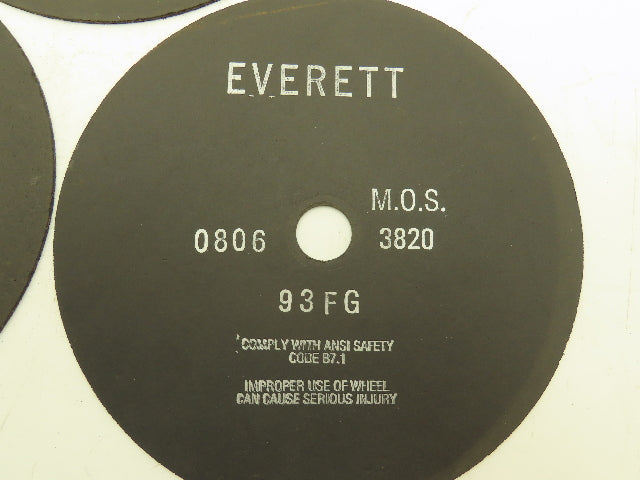 EVERETT
M.O.S.
0806 3820
93FG
COMPLY WITH ANSI SAFETY
CODE B7.1
IMPROPER USE OF WHEEL
CAN CAUSE SERIOUS INJURY